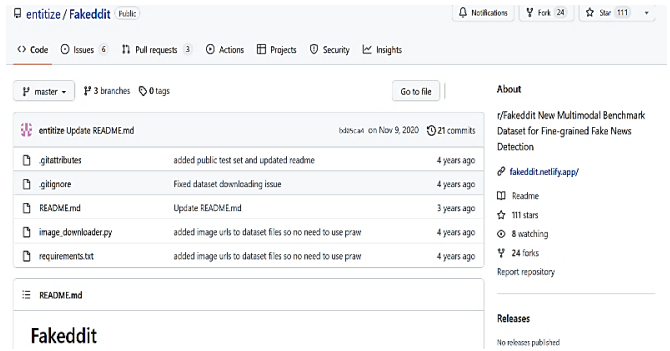 entitize / Fakeddit Public
Notifications Fork 24 Star 111
Code Issues 6 Pull requests 3 Actions Projects Security Insights
master 3 branches 0 tags Go to file
entitize Update README.md on Nov 9, 2020 21 commits
.gitattributes added public test set and updated readme 4 years ago
.gitignore Fixed dataset downloading issue 4 years ago
README.md Update README.md 3 years ago
image_downloader.py added image urls to dataset files so no need to use praw 4 years ago
requirements.txt added image urls to dataset files so no need to use praw 4 years ago
README.md
Fakeddit
About
r/Fakeddit New Multimodal Benchmark
Dataset for Fine-grained Fake News
Detection
fakeddit.netlify.app/
Readme
111 stars
8 watching
24 forks
Report repository
Releases
No releases published